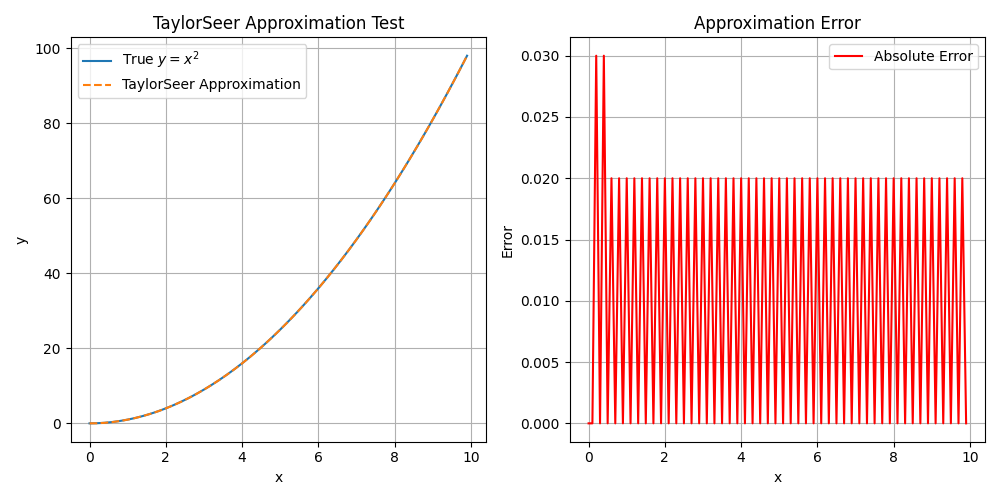 TaylorSeer Approximation Test
True y = x²
TaylorSeer Approximation
100
80
60
40
20
0
y
0 2 4 6 8 10
x
Approximation Error
Absolute Error
0.030
0.025
0.020
0.015
0.010
0.005
0.000
Error
0 2 4 6 8 10
x